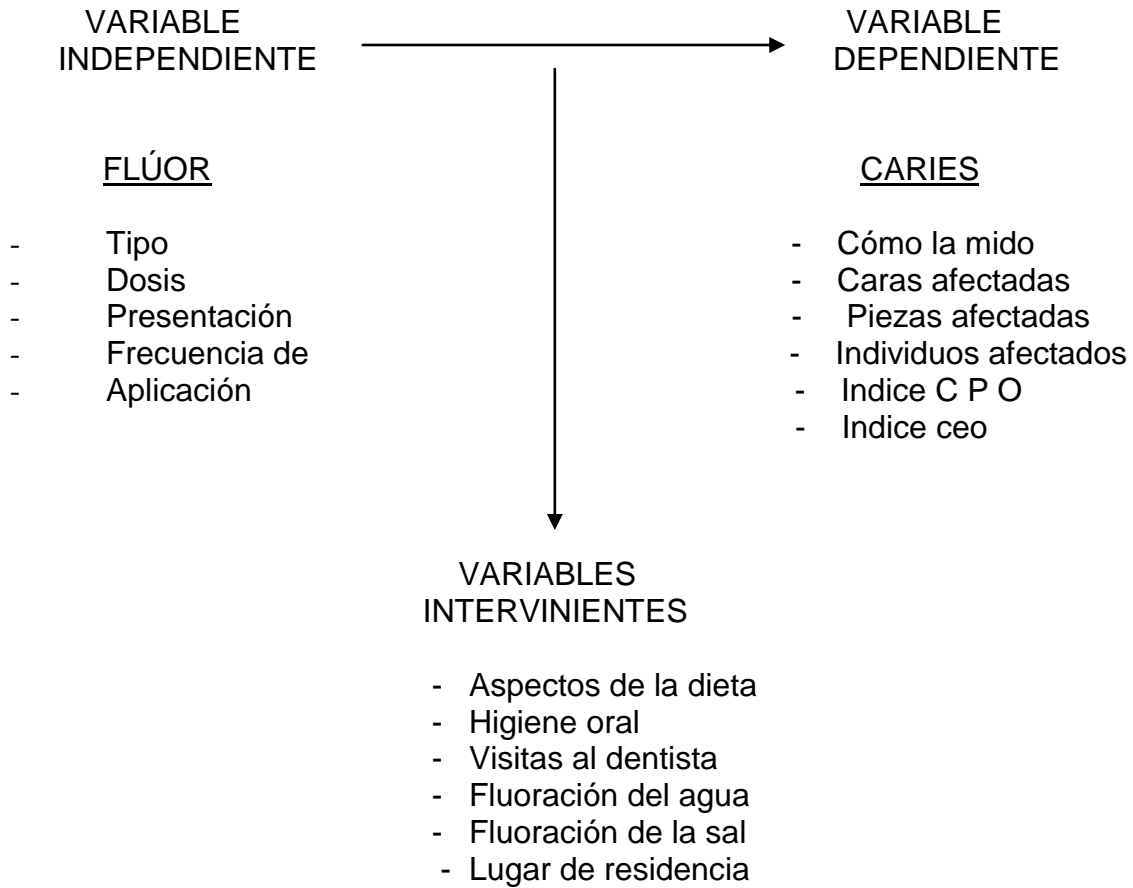 VARIABLE
INDEPENDIENTE
VARIABLE
DEPENDIENTE
FLÚOR
- Tipo
- Dosis
- Presentación
- Frecuencia de
- Aplicación
CARIES
- Cómo la mido
- Caras afectadas
- Piezas afectadas
- Individuos afectados
- Indice C P O
- Indice ceo
VARIABLES
INTERVINIENTES
- Aspectos de la dieta
- Higiene oral
- Visitas al dentista
- Fluoración del agua
- Fluoración de la sal
- Lugar de residencia